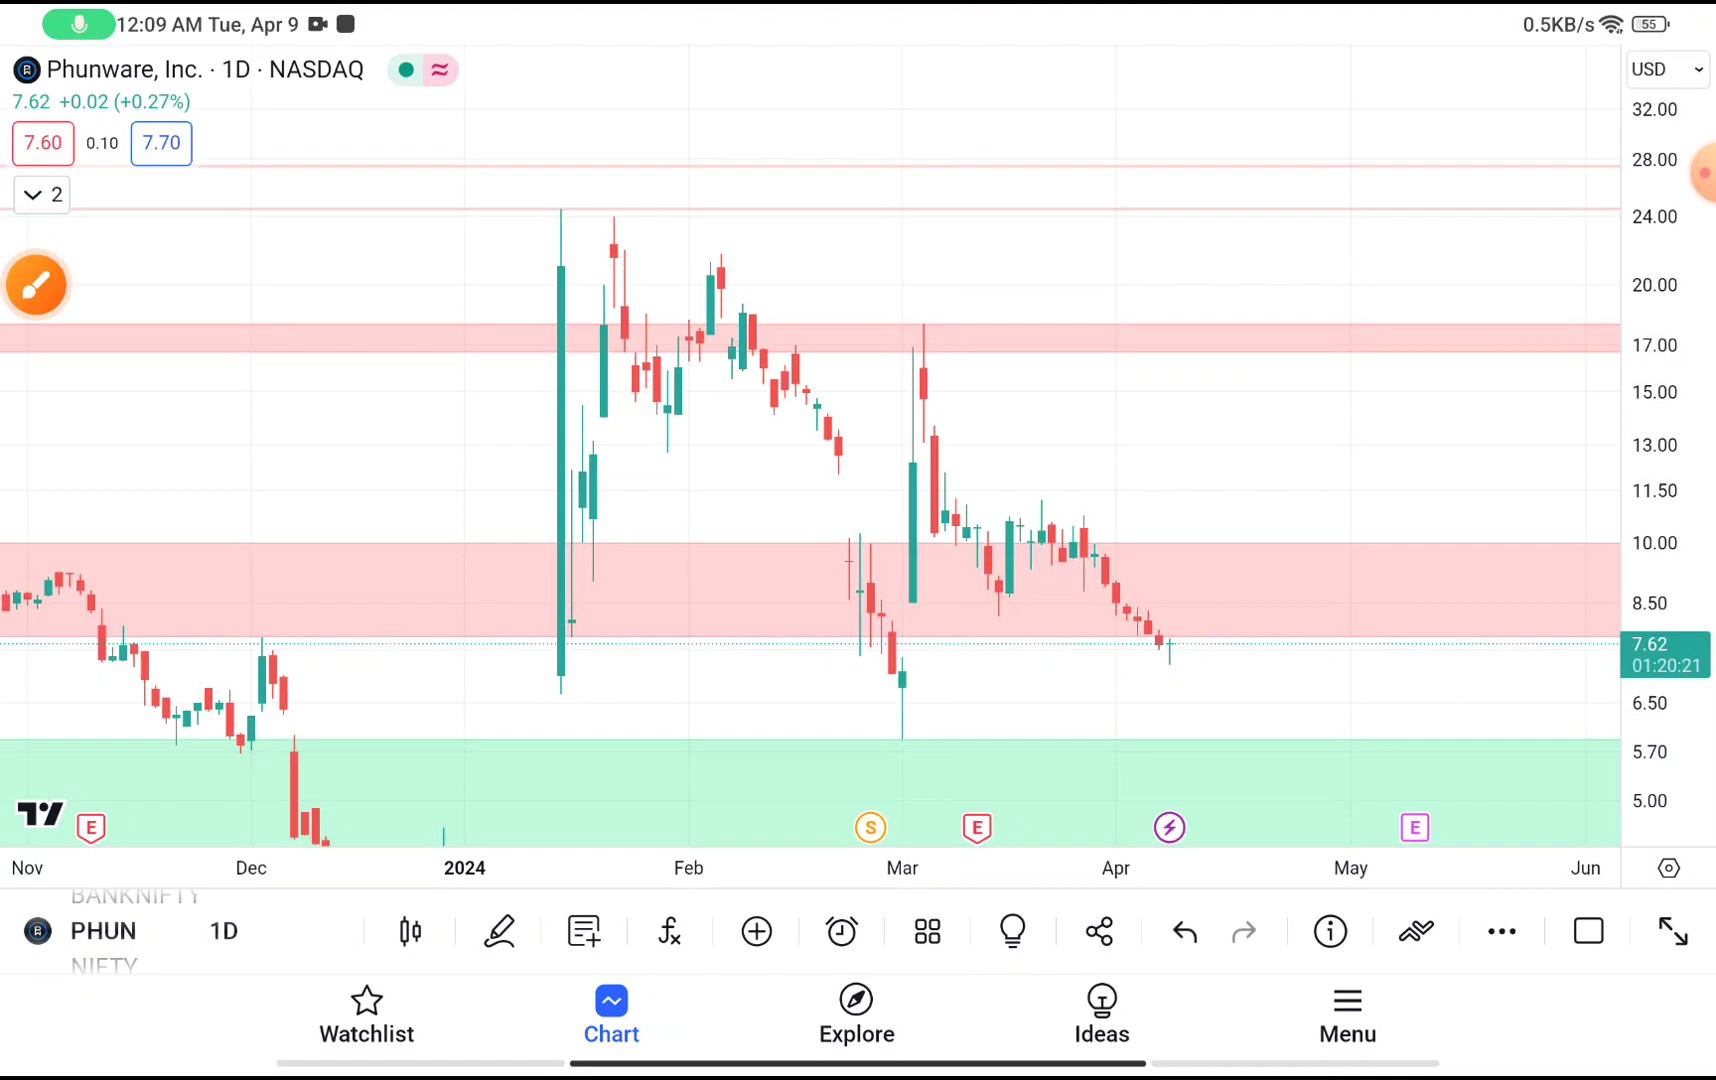 12:09 AM Tue, Apr 9
0.5KB/s
55
Phunware, Inc. · 1D · NASDAQ
USD
7.62 +0.02 (+0.27%)
7.60
0.10
7.70
2
32.00
28.00
24.00
20.00
17.00
15.00
13.00
11.50
10.00
8.50
7.62
01:20:21
6.50
5.70
5.00
E
S
E
E
Nov
Dec
2024
Feb
Mar
Apr
May
Jun
BANKNIFTY
PHUN
1D
NIFTY
Watchlist
Chart
Explore
Ideas
Menu